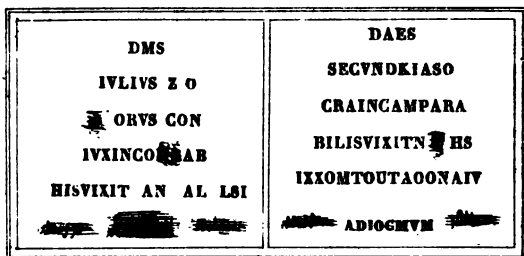 DMS
IVLIVS Z O
ORVS CON
IVXINCO AB
HISVIXIT AN AL LSI
DAES
SECVNDKIASO
CRAINCAMPARA
BILISVIXITN HS
IXXOMTOUTAOONAIV
ADIOGMVM